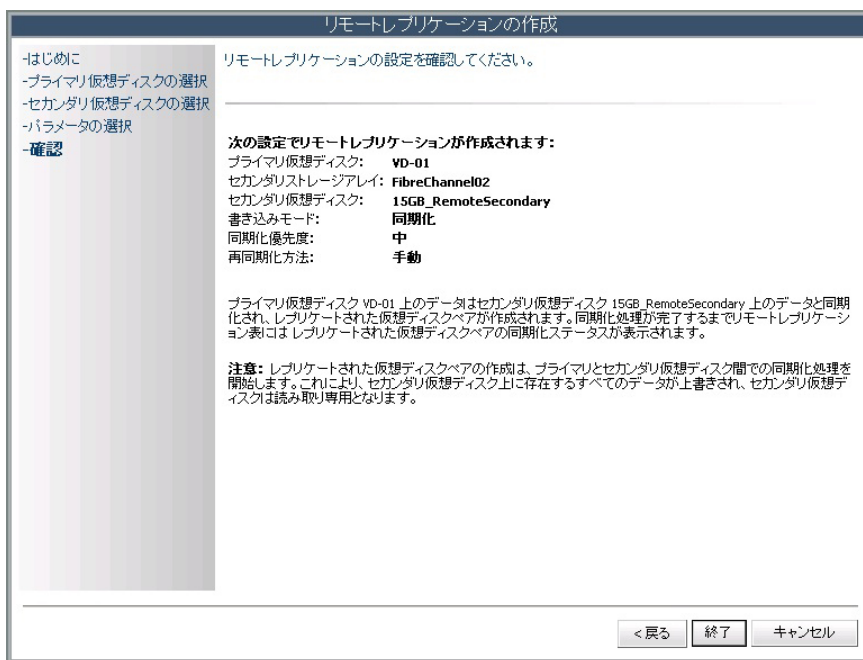 リモートレプリケーションの作成
-はじめに
-プライマリ仮想ディスクの選択
-セカンダリ仮想ディスクの選択
-パラメータの選択
-確認
リモートレプリケーションの設定を確認してください。
次の設定でリモートレプリケーションが作成されます:
プライマリ仮想ディスク: VD-01
セカンダリストレージアレイ: FibreChannel02
セカンダリ仮想ディスク: 15GB_RemoteSecondary
書き込みモード: 同期化
同期化優先度: 中
再同期化方法: 手動
プライマリ仮想ディスク VD-01 上のデータはセカンダリ仮想ディスク 15GB_RemoteSecondary 上のデータと同期
化され、レプリケートされた仮想ディスクペアが作成されます。同期化処理が完了するまでリモートレプリケーシ
ョン表には レプリケートされた仮想ディスクペアの同期化ステータスが表示されます。
注意: レプリケートされた仮想ディスクペアの作成は、プライマリとセカンダリ仮想ディスク間での同期化処理を
開始します。これにより、セカンダリ仮想ディスク上に存在するすべてのデータが上書きされ、セカンダリ仮想デ
ィスクは読み取り専用となります。
<戻る 終了 キャンセル